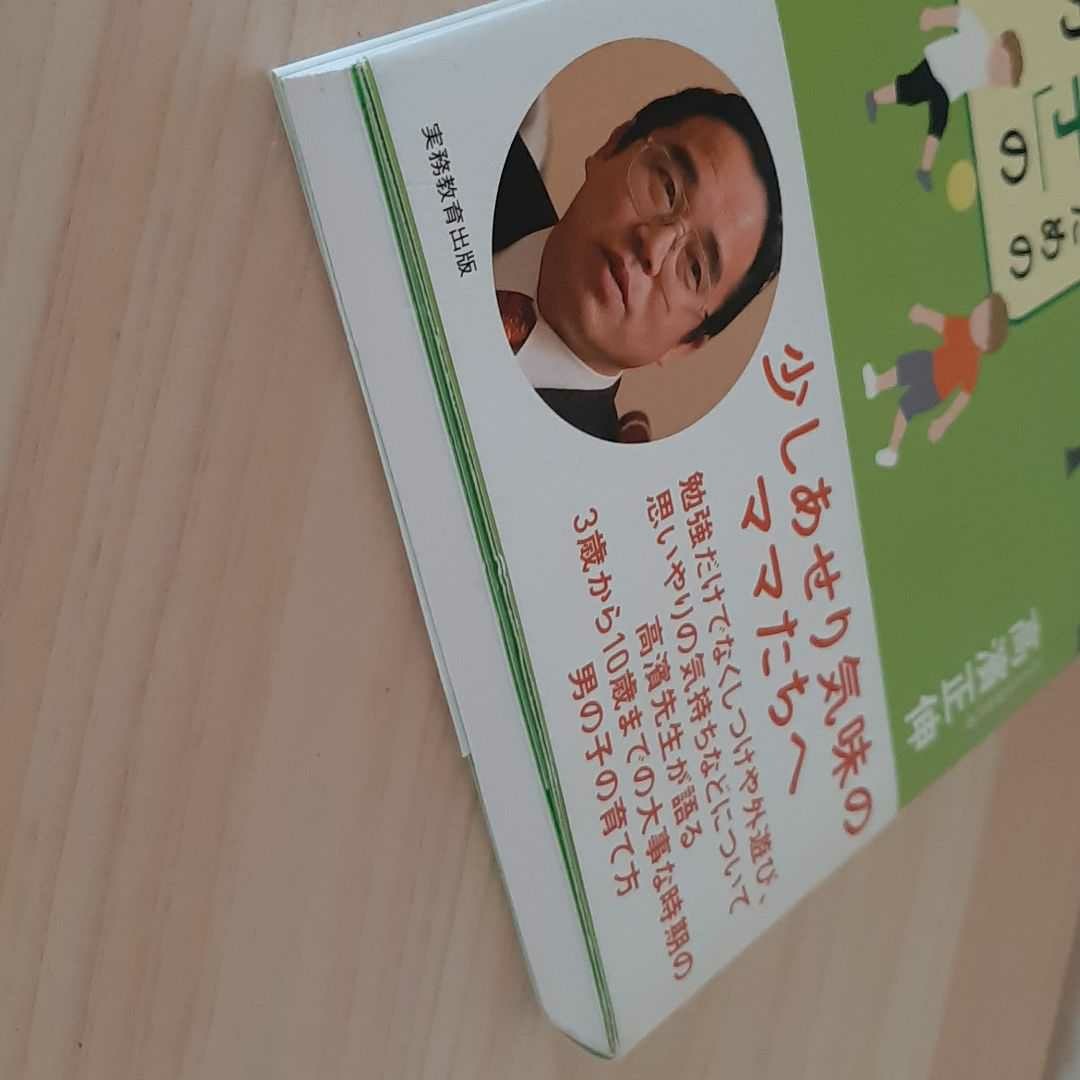 子の
ための
高濱正伸
少しあせり気味の
ママたちへ
勉強だけでなくしつけや外遊び、
思いやりの気持ちなどについて
高濱先生が語る
3歳から10歳までの大事な時期の
男の子の育て方
実務教育出版